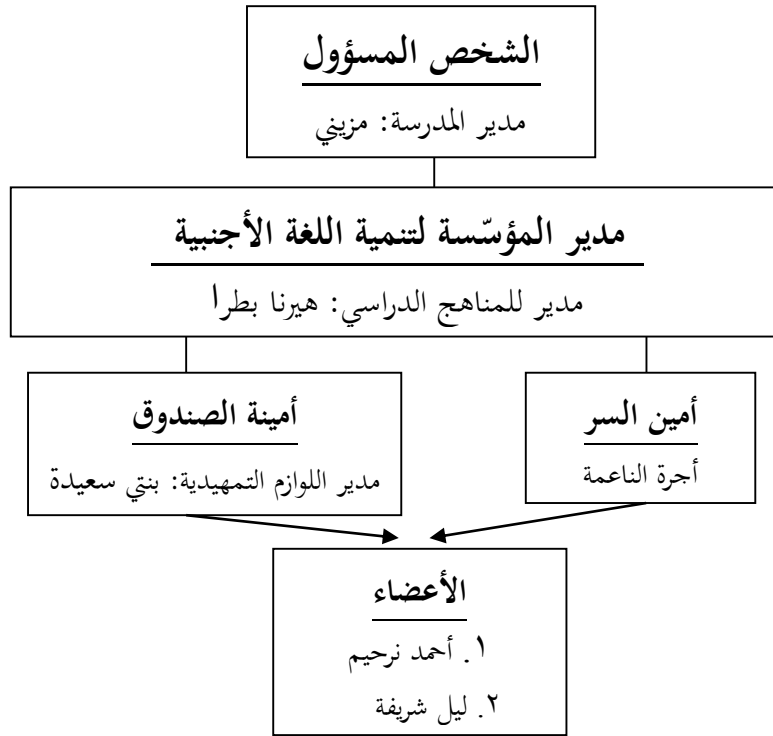 الشخص المسؤول
مدير المدرسة: مزيني
مدير المؤسّسة لتنمية اللغة الأجنبية
مدير للمناهج الدراسي: هيرنا بطرا
أمين السر
أجرة الناعمة
أمينة الصندوق
مدير اللوازم التمهيدية: بنتي سعيدة
الأعضاء
١. أحمد نرحيم
٢. ليل شريفة